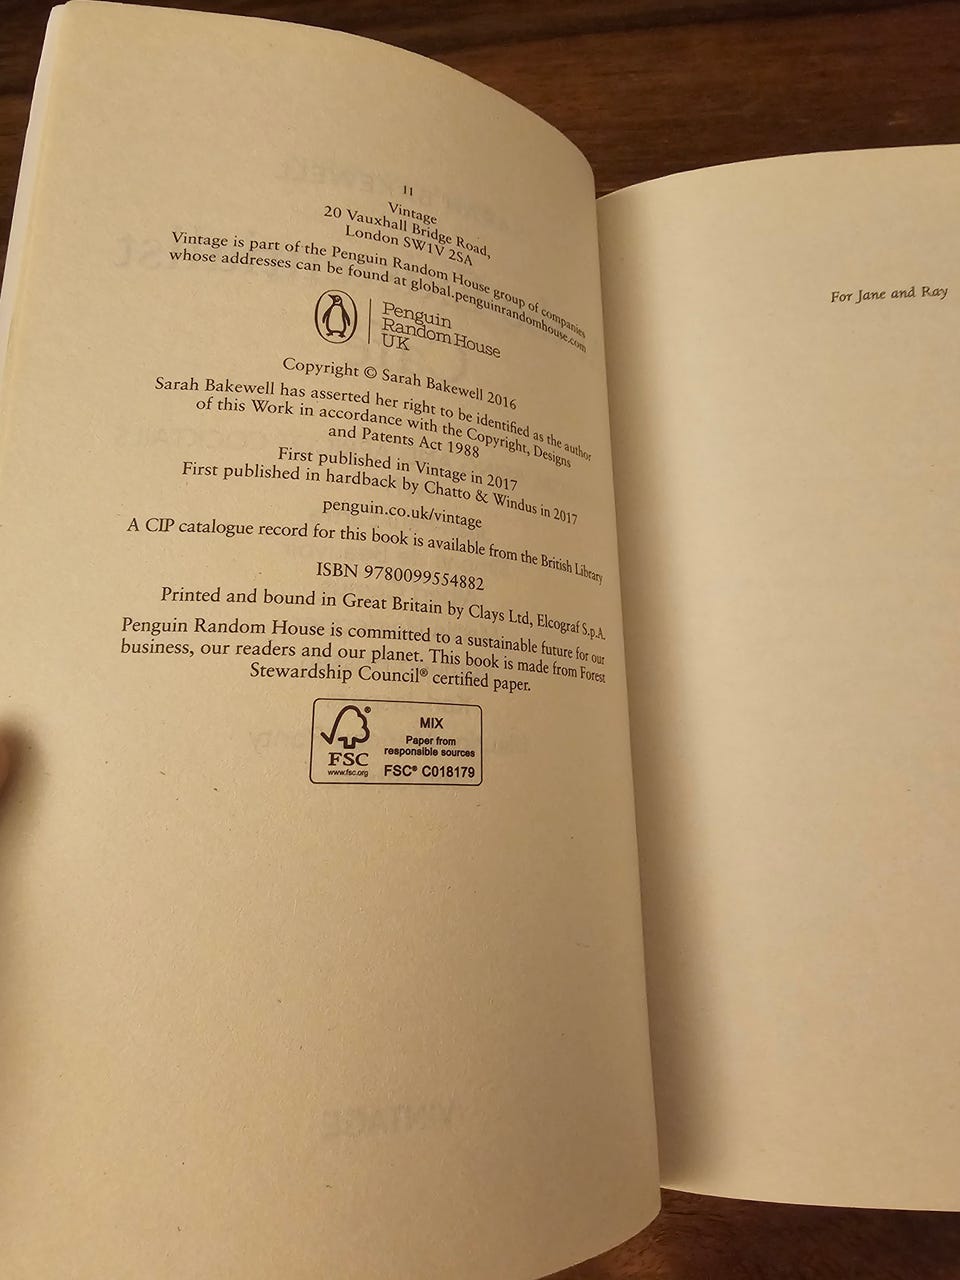 11
Vintage
20 Vauxhall Bridge Road,
London SW1V 2SA
Vintage is part of the Penguin Random House group of companies
whose addresses can be found at global.penguinrandomhouse.com
Penguin
Random House
UK
Copyright © Sarah Bakewell 2016
Sarah Bakewell has asserted her right to be identified as the author
of this Work in accordance with the Copyright, Designs
and Patents Act 1988
First published in Vintage in 2017
First published in hardback by Chatto & Windus in 2017
penguin.co.uk/vintage
A CIP catalogue record for this book is available from the British Library
ISBN 9780099554882
Printed and bound in Great Britain by Clays Ltd, Elcograf S.p.A.
Penguin Random House is committed to a sustainable future for our
business, our readers and our planet. This book is made from Forest
Stewardship Council® certified paper.
®
FSC
www.fsc.org
MIX
Paper from
responsible sources
FSC® C018179
For Jane and Ray